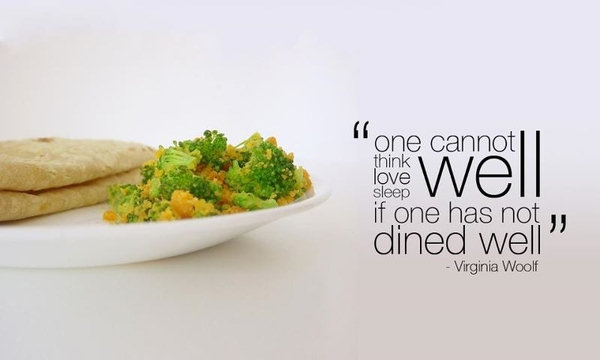 “one cannot
think
love
sleep
well
if one has not
dined well”
- Virginia Woolf